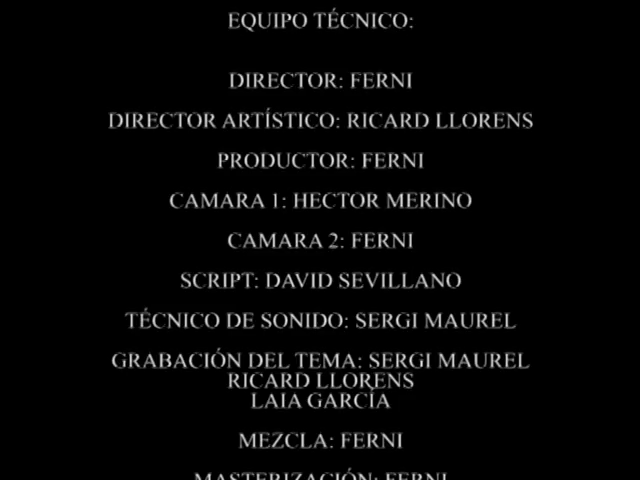 EQUIPO TÉCNICO:
DIRECTOR: FERNI
DIRECTOR ARTÍSTICO: RICARD LLORENS
PRODUCTOR: FERNI
CAMARA 1: HECTOR MERINO
CAMARA 2: FERNI
SCRIPT: DAVID SEVILLANO
TÉCNICO DE SONIDO: SERGI MAUREL
GRABACIÓN DEL TEMA: SERGI MAUREL
RICARD LLORENS
LAIA GARCÍA
MEZCLA: FERNI
MASTERIZACIÓN: FERNI